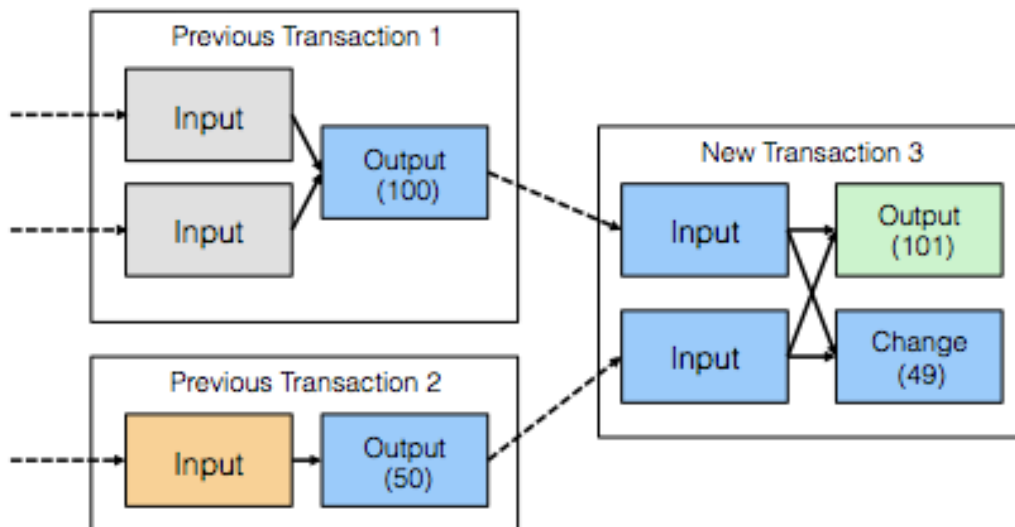 Previous Transaction 1
Input
Input
Output
(100)
Previous Transaction 2
Input
Output
(50)
New Transaction 3
Input
Output
(101)
Input
Change
(49)